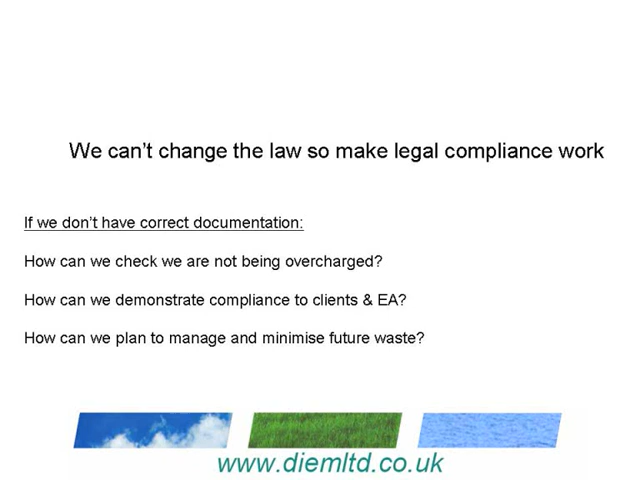 We can’t change the law so make legal compliance work
If we don’t have correct documentation:
How can we check we are not being overcharged?
How can we demonstrate compliance to clients & EA?
How can we plan to manage and minimise future waste?
www.diemltd.co.uk